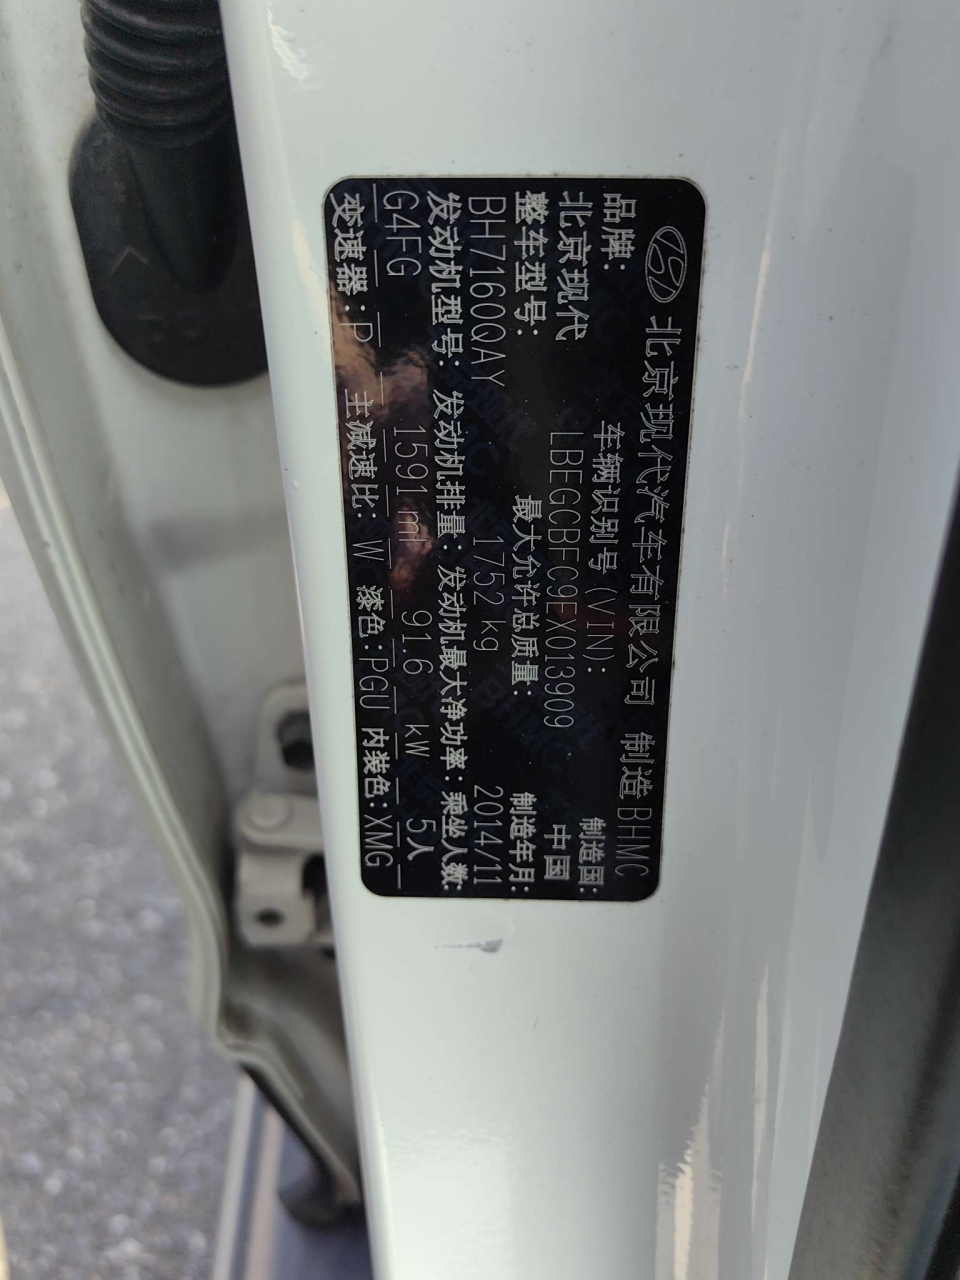 北京现代汽车有限公司 制造 BHMC
品牌: 车辆识别号(VIN): 制造国:
北京现代 LBEGCBFC9EX013909 中国
整车型号: 最大允许总质量: 制造年月:
BH7160QAY 1752kg 2014/11
发动机型号: 发动机排量: 发动机最大净功率: 乘坐人数:
G4FG 1591ml 91.6 kW 5人
变速器: P 主减速比: W 漆色: PGU 内装色: XMG